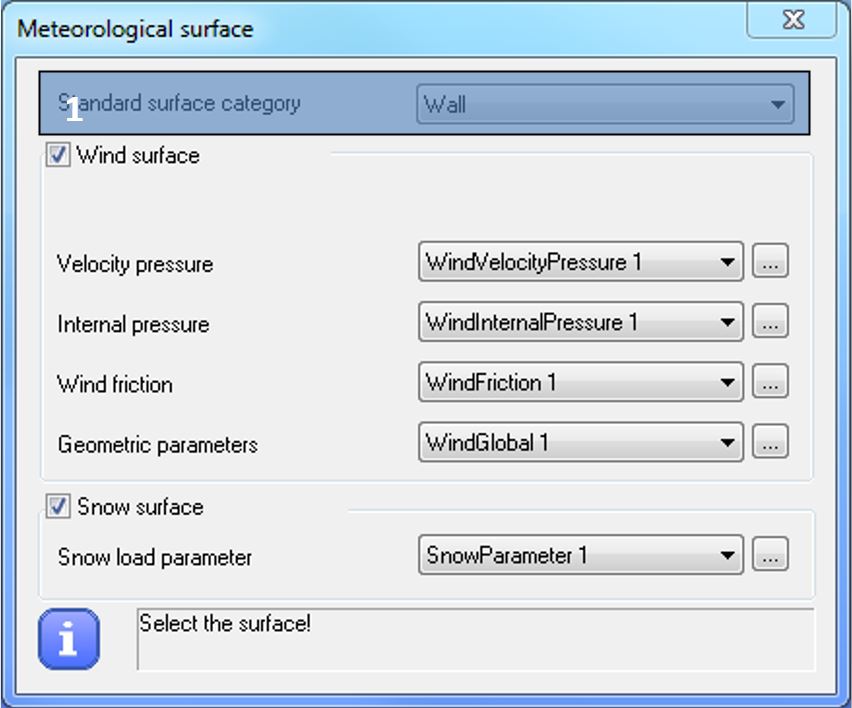 Meteorological surface
Standard surface category Wall
1
Wind surface
Velocity pressure WindVelocityPressure 1 ...
Internal pressure WindInternalPressure 1 ...
Wind friction WindFriction 1 ...
Geometric parameters WindGlobal 1 ...
Snow surface
Snow load parameter SnowParameter 1 ...
i Select the surface!